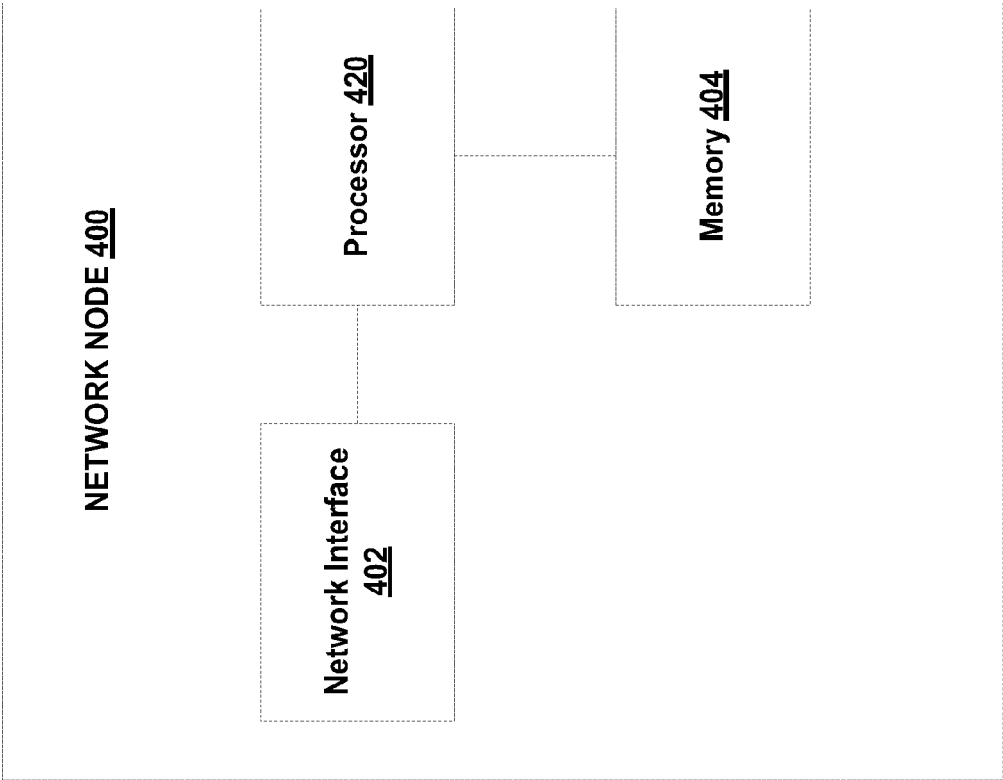 NETWORK NODE 400
Network Interface
402
Processor 420
Memory 404